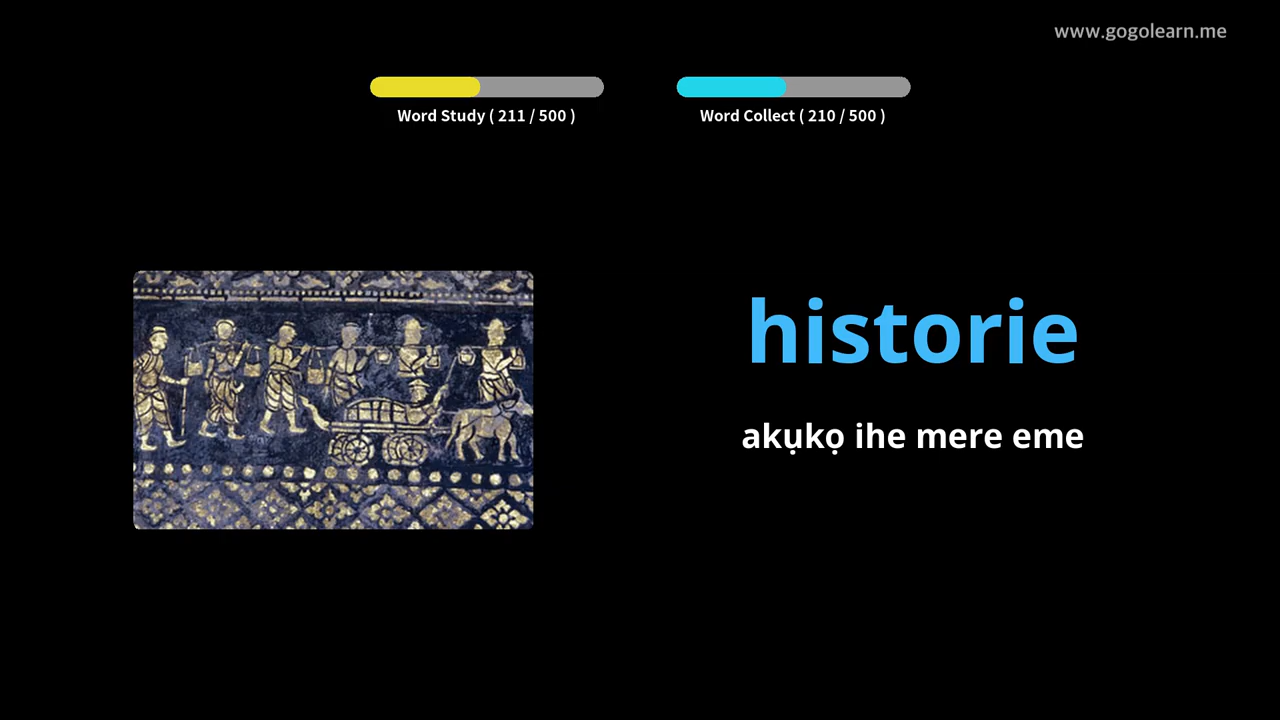 www.gogolearn.me
Word Study ( 211 / 500 )
Word Collect ( 210 / 500 )
historie
akụkọ ihe mere eme